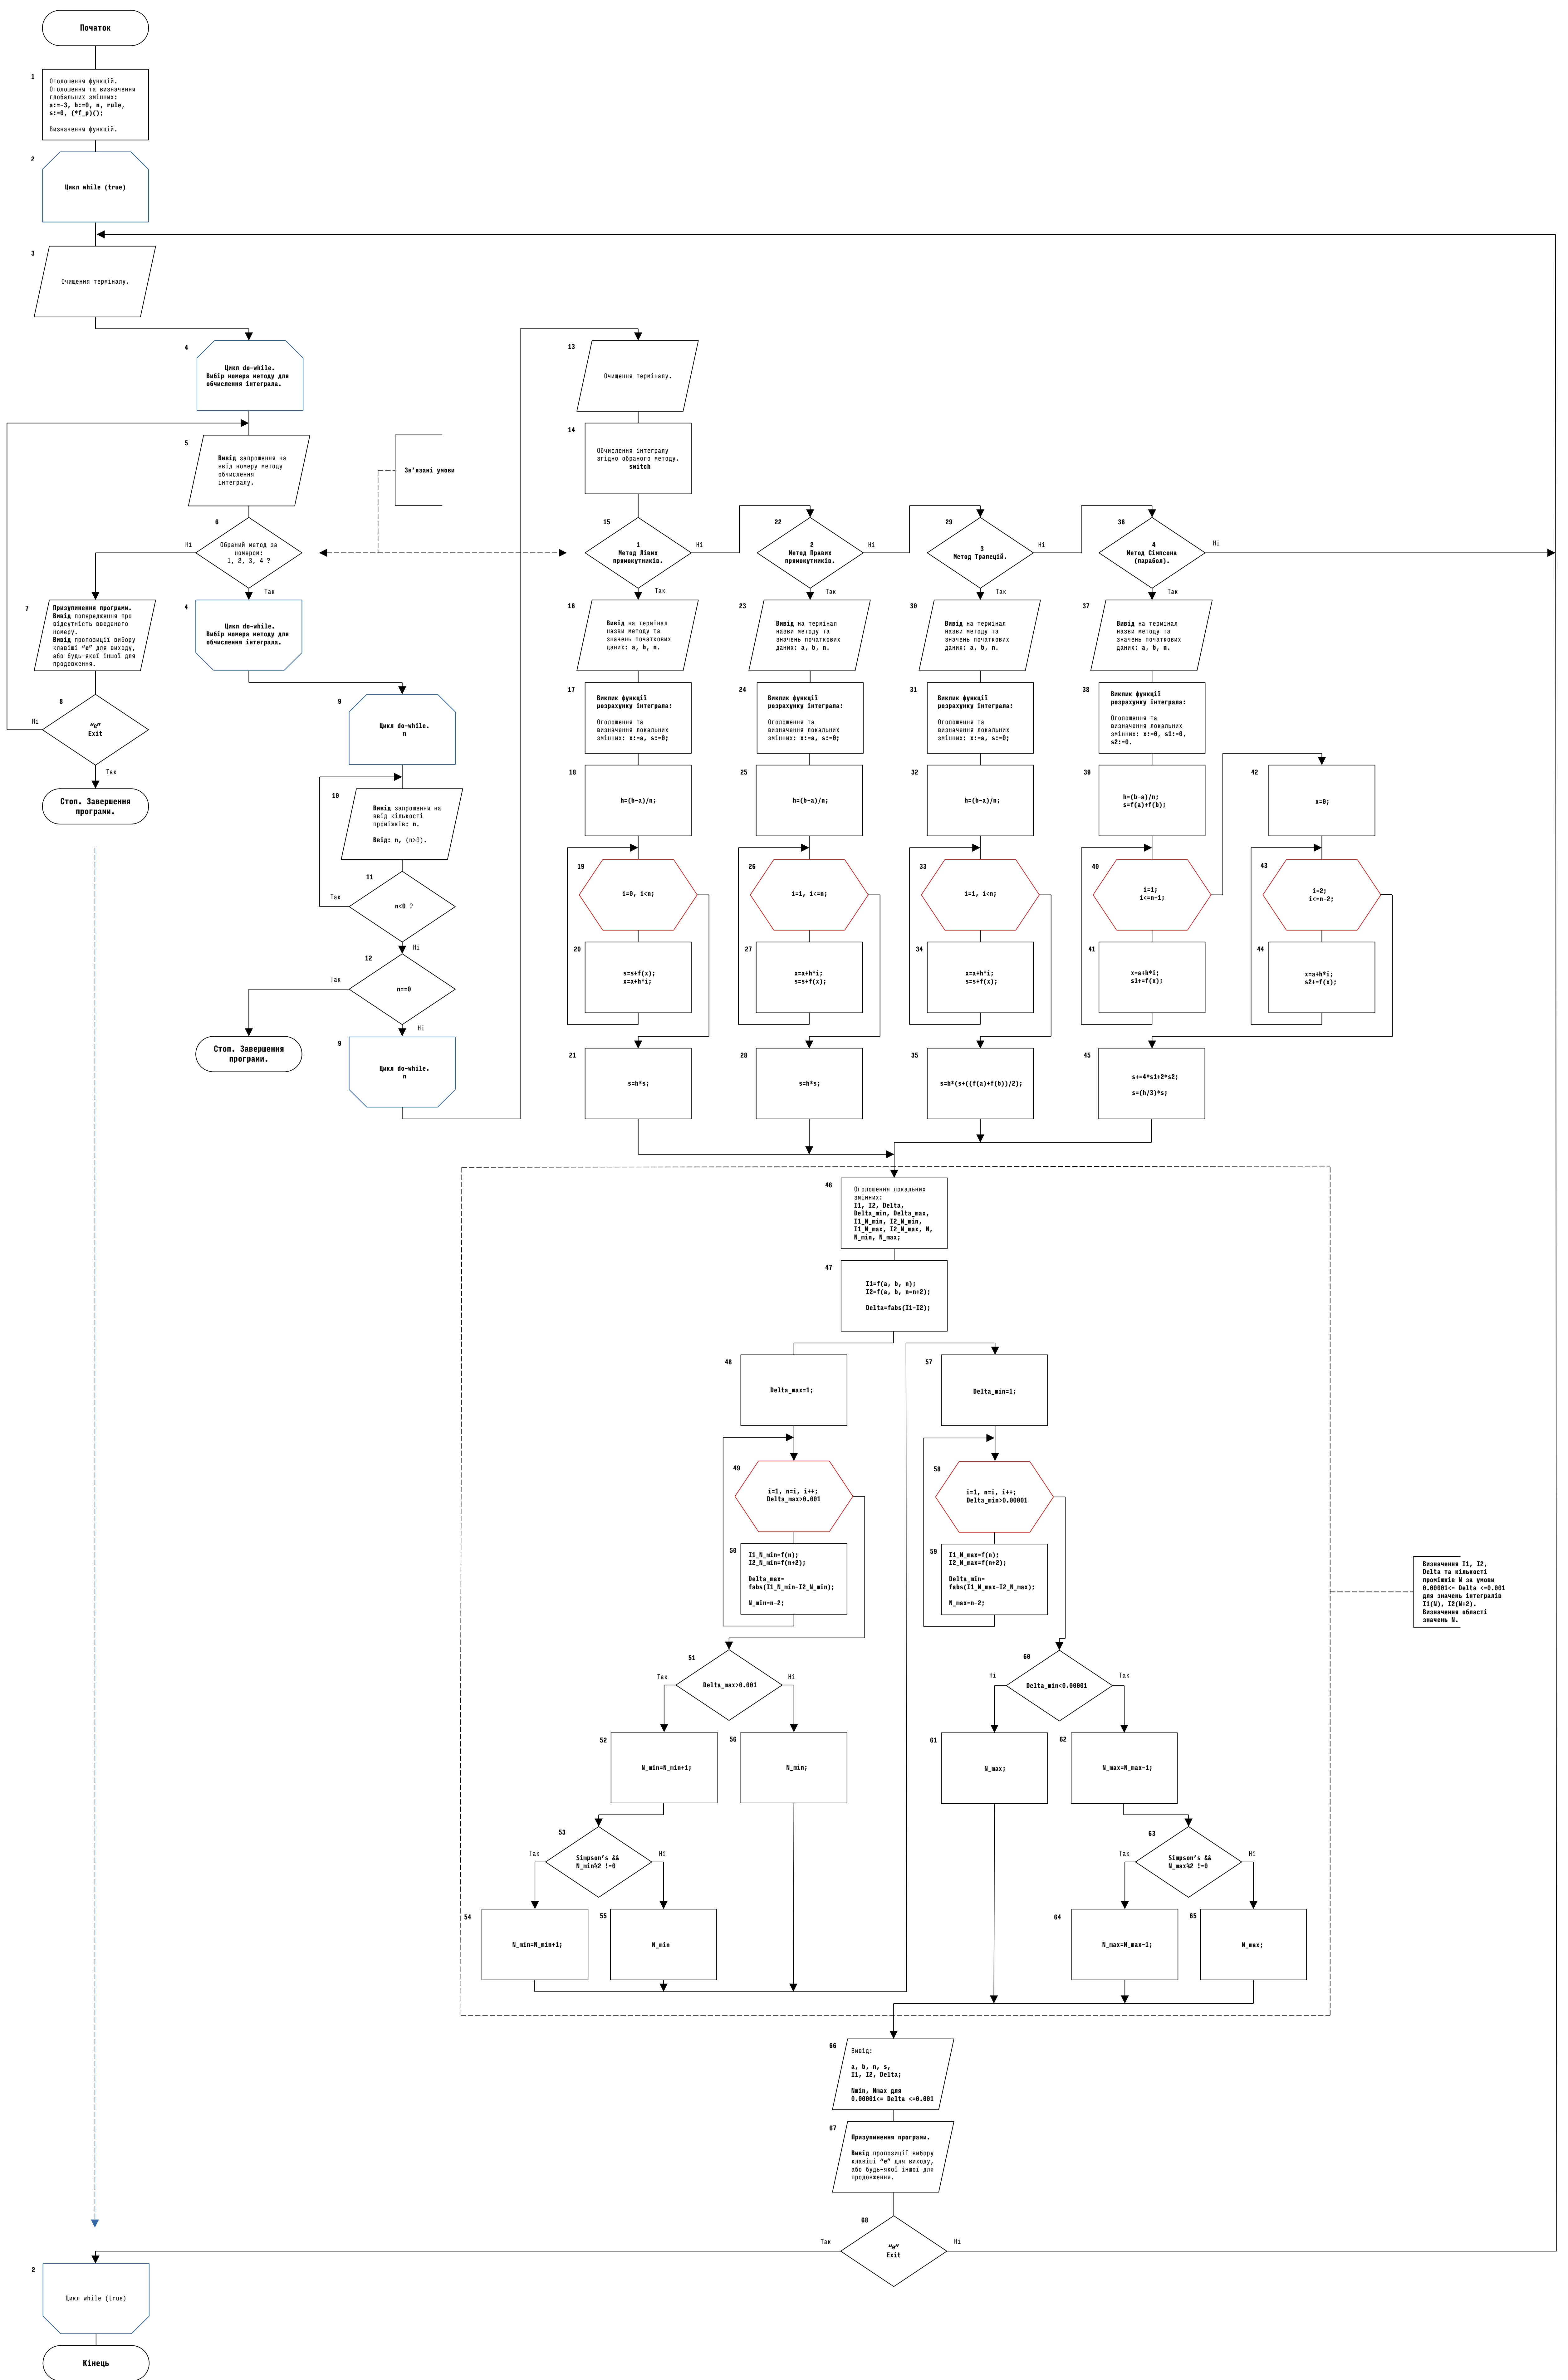 Початок
1
Оголошення функцій.
Оголошення та визначення
глобальних змінних:
a:=-3, b:=0, n, rule,
s:=0, (*f_p)();
Визначення функцій.
2
Цикл while (true)
3
Очищення терміналу.
4
Цикл do-while.
Вибір номера методу для
обчислення інтеграла.
5
Вивід запрошення на
ввід номеру методу
обчислення
інтегралу.
Зв'язані умови
6
Обраний метод за
номером:
1, 2, 3, 4 ?
Ні
Так
7
Призупинення програми.
Вивід попередження про
відсутність введеного
номеру.
Вивід пропозиції вибору
клавіші “e” для виходу,
або будь-якої іншої для
продовження.
4
Цикл do-while.
Вибір номера методу для
обчислення інтеграла.
8
“e”
Exit
Ні
Так
Стоп. Завершення
програми.
9
Цикл do-while.
n
10
Вивід запрошення на
ввід кількості
проміжків: n.
Ввід: n, (n>0).
11
n<0 ?
Так
Ні
12
n==0
Так
Ні
Стоп. Завершення
програми.
9
Цикл do-while.
n
13
Очищення терміналу.
14
Обчислення інтегралу
згідно обраного методу.
switch
15
1
Метод Лівих
прямокутників.
Ні
Так
16
Вивід на термінал
назви методу та
значень початкових
даних: a, b, n.
17
Виклик функції
розрахунку інтеграла:
Оголошення та
визначення локальних
змінних: x:=a, s:=0;
18
h=(b-a)/n;
19
i=0, i<n;
20
s=s+f(x);
x=a+h*i;
21
s=h*s;
22
2
Метод Правих
прямокутників.
Ні
Так
23
Вивід на термінал
назви методу та
значень початкових
даних: a, b, n.
24
Виклик функції
розрахунку інтеграла:
Оголошення та
визначення локальних
змінних: x:=a, s:=0;
25
h=(b-a)/n;
26
i=1, i<=n;
27
x=a+h*i;
s=s+f(x);
28
s=h*s;
29
3
Метод Трапецій.
Ні
Так
30
Вивід на термінал
назви методу та
значень початкових
даних: a, b, n.
31
Виклик функції
розрахунку інтеграла:
Оголошення та
визначення локальних
змінних: x:=a, s:=0;
32
h=(b-a)/n;
33
i=1, i<n;
34
x=a+h*i;
s=s+f(x);
35
s=h*(s+((f(a)+f(b))/2);
36
4
Метод Сімпсона
(парабол).
Ні
Так
37
Вивід на термінал
назви методу та
значень початкових
даних: a, b, n.
38
Виклик функції
розрахунку інтеграла:
Оголошення та
визначення локальних
змінних: x:=0, s1:=0,
s2:=0.
39
h=(b-a)/n;
s=f(a)+f(b);
40
i=1;
i<=n-1;
41
x=a+h*i;
s1+=f(x);
42
x=0;
43
i=2;
i<=n-2;
44
x=a+h*i;
s2+=f(x);
45
s+=4*s1+2*s2;
s=(h/3)*s;
46
Оголошення локальних
змінних:
I1, I2, Delta,
Delta_min, Delta_max,
I1_N_min, I2_N_min,
I1_N_max, I2_N_max, N,
N_min, N_max;
47
I1=f(a, b, n);
I2=f(a, b, n=n+2);
Delta=fabs(I1-I2);
48
Delta_max=1;
49
i=1, n=i, i++;
Delta_max>0.001
50
I1_N_min=f(n);
I2_N_min=f(n+2);
Delta_max=
fabs(I1_N_min-I2_N_min);
N_min=n-2;
51
Delta_max>0.001
Так
Ні
52
N_min=N_min+1;
56
N_min;
53
Simpson's &&
N_min%2 !=0
Так
Ні
54
N_min=N_min+1;
55
N_min
57
Delta_min=1;
58
i=1, n=i, i++;
Delta_min>0.00001
59
I1_N_max=f(n);
I2_N_max=f(n+2);
Delta_min=
fabs(I1_N_max-I2_N_max);
N_max=n-2;
60
Delta_min<0.00001
Ні
Так
61
N_max;
62
N_max=N_max-1;
63
Simpson's &&
N_max%2 !=0
Так
Ні
64
N_max=N_max-1;
65
N_max;
Визначення I1, I2,
Delta та кількості
проміжків N за умови
0.00001<= Delta <=0.001
для значень інтегралів
I1(N), I2(N+2).
Визначення області
значень N.
66
Вивід:
a, b, n, s,
I1, I2, Delta;
Nmin, Nmax для
0.00001<= Delta <=0.001
67
Призупинення програми.
Вивід пропозиції вибору
клавіші “e” для виходу,
або будь-якої іншої для
продовження.
68
“e”
Exit
Так
Ні
2
Цикл while (true)
Кінець